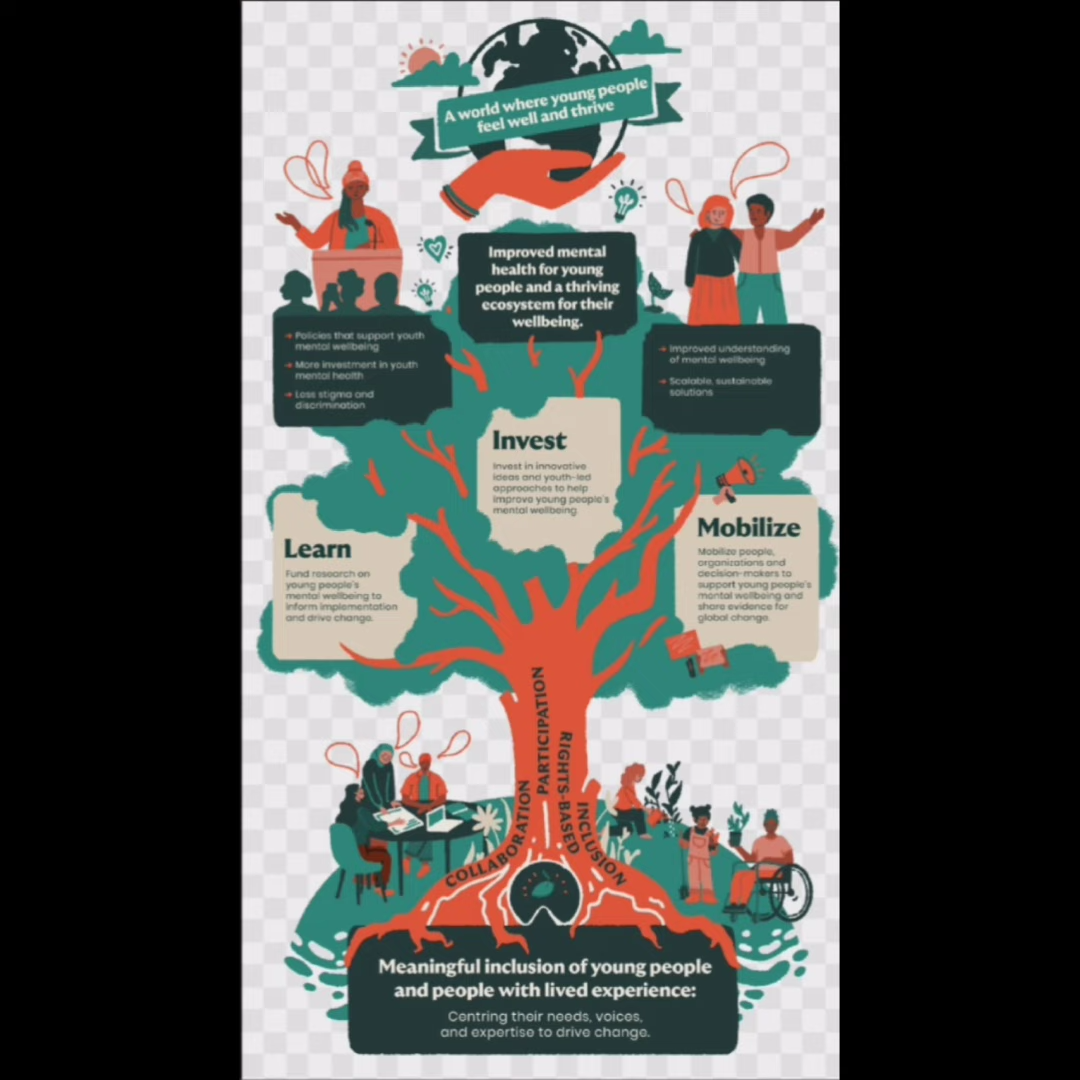 A world where young people
feel well and thrive
Improved mental
health for young
people and a thriving
ecosystem for their
wellbeing.
→ Policies that support youth
mental wellbeing
→ More investment in youth
mental health
→ Less stigma and
discrimination
→ Improved understanding
of mental wellbeing
→ Scalable, sustainable
solutions
Invest
Invest in innovative
ideas and youth-led
approaches to help
improve young people's
mental wellbeing.
Learn
Fund research on
young people's
mental wellbeing to
inform implementation
and drive change.
Mobilize
Mobilize people,
organizations and
decision-makers to
support young people's
mental wellbeing and
share evidence for
global change.
COLLABORATION
PARTICIPATION
RIGHTS-BASED
INCLUSION
Meaningful inclusion of young people
and people with lived experience:
Centring their needs, voices,
and expertise to drive change.